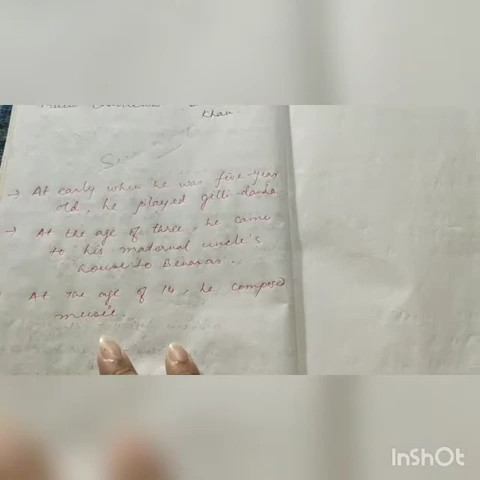 Khan
→ At early when he was five year
old, he played gilli-danda.
→ At the age of three, he came
to his maternal uncle's
house to Benaras.
At the age of 14, he composed
music.
InShOt